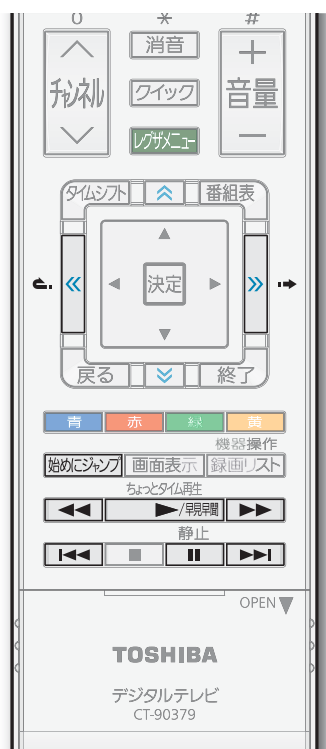 0 * #
チャンネル 消音 + 音量 −
クイック
レグザメニュー
タイムシフト 番組表
決定
戻る 終了
青 赤 緑 黄
機器操作
始めにジャンプ 画面表示 録画リスト
ちょっとタイム再生
/早見早聞
静止
OPEN
TOSHIBA
デジタルテレビ
CT-90379